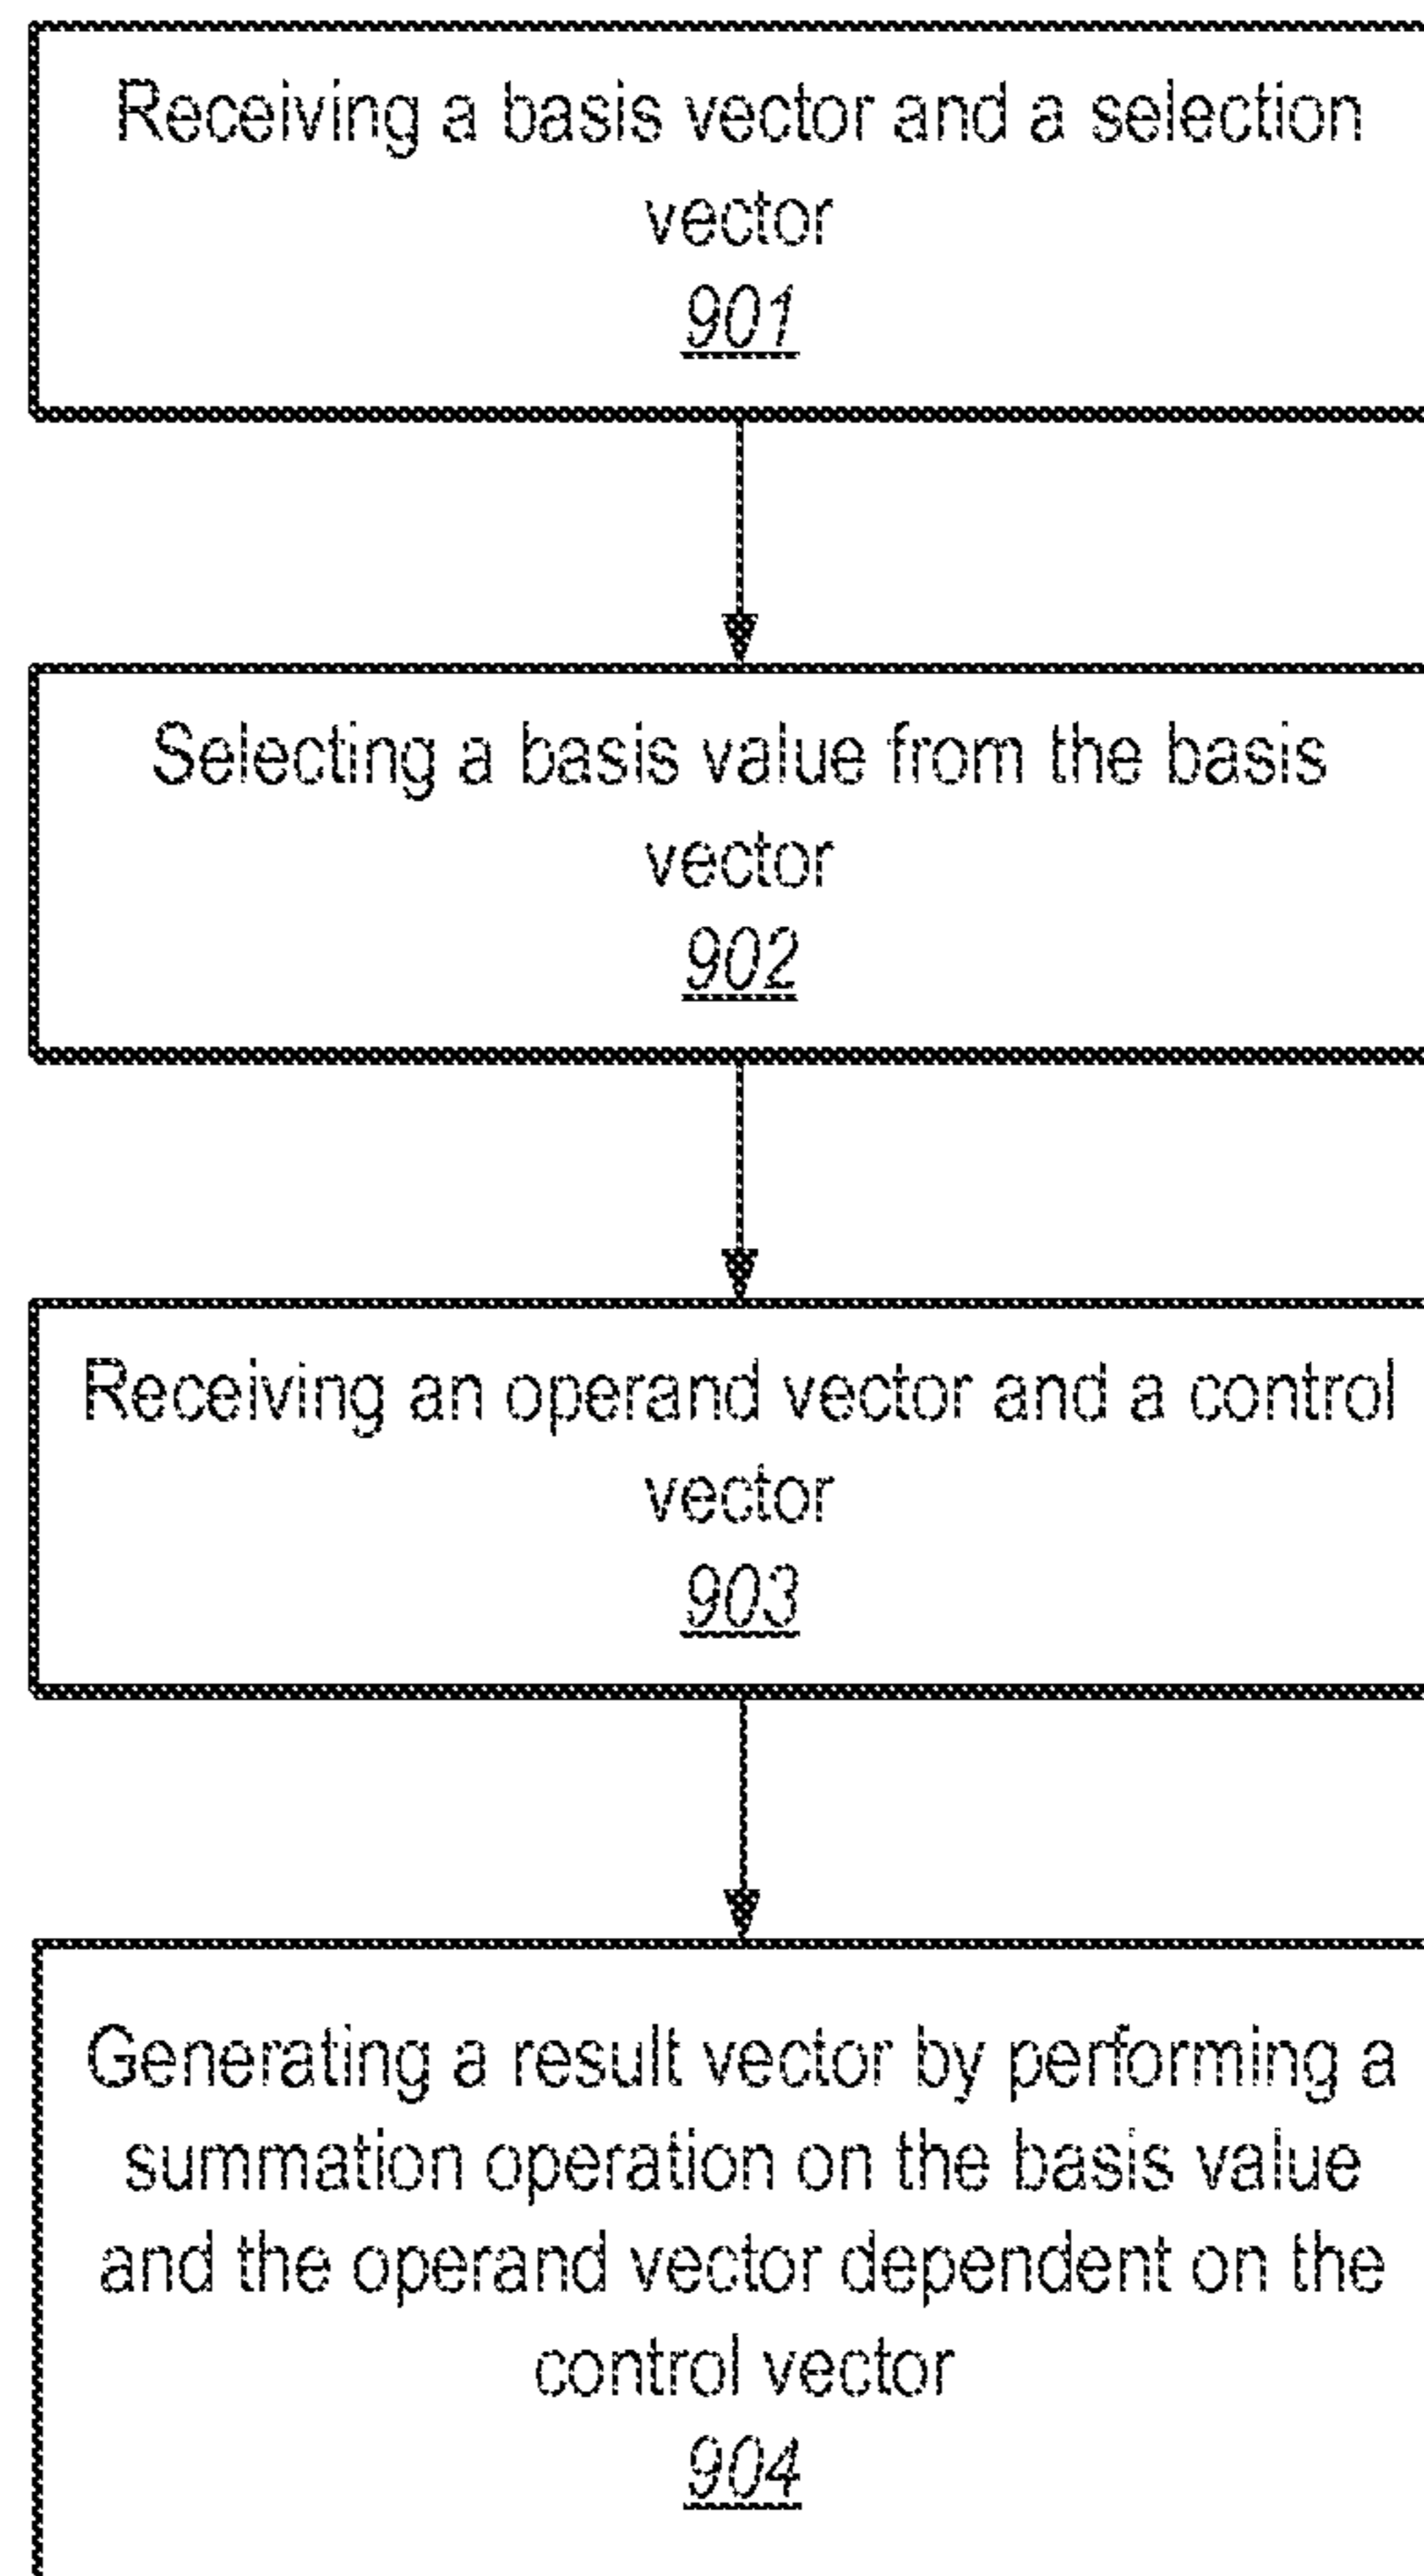 Receiving a basis vector and a selection
vector
901
Selecting a basis value from the basis
vector
902
Receiving an operand vector and a control
vector
903
Generating a result vector by performing a
summation operation on the basis value
and the operand vector dependent on the
control vector
904